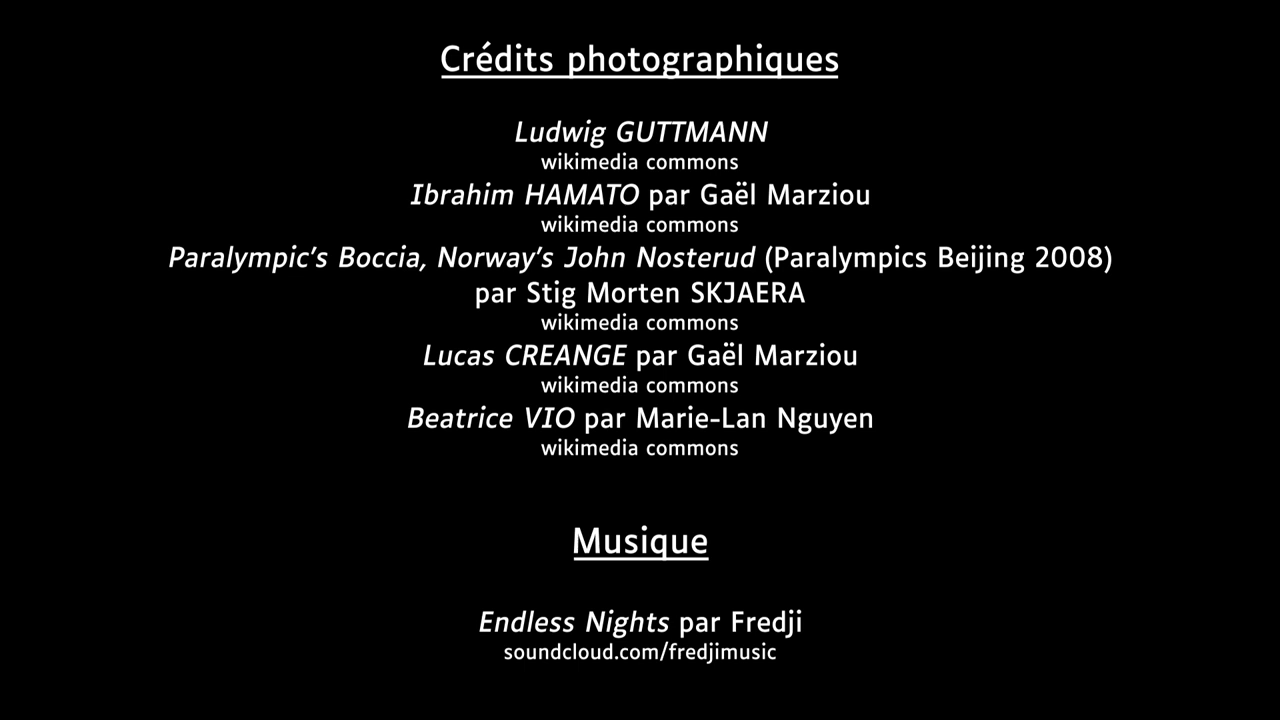 Crédits photographiques
Ludwig GUTTMANN
wikimedia commons
Ibrahim HAMATO par Gaël Marziou
wikimedia commons
Paralympic's Boccia, Norway's John Nosterud (Paralympics Beijing 2008)
par Stig Morten SKJAERA
wikimedia commons
Lucas CREANGE par Gaël Marziou
wikimedia commons
Beatrice VIO par Marie-Lan Nguyen
wikimedia commons
Musique
Endless Nights par Fredji
soundcloud.com/fredjimusic